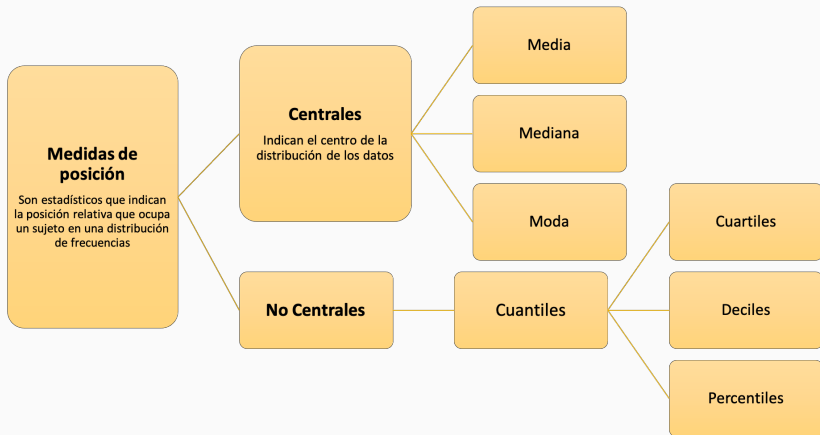 Medidas de
posición
Son estadísticos que indican
la posición relativa que ocupa
un sujeto en una distribución
de frecuencias
Centrales
Indican el centro de la
distribución de los datos
Media
Mediana
Moda
No Centrales
Cuantiles
Cuartiles
Deciles
Percentiles